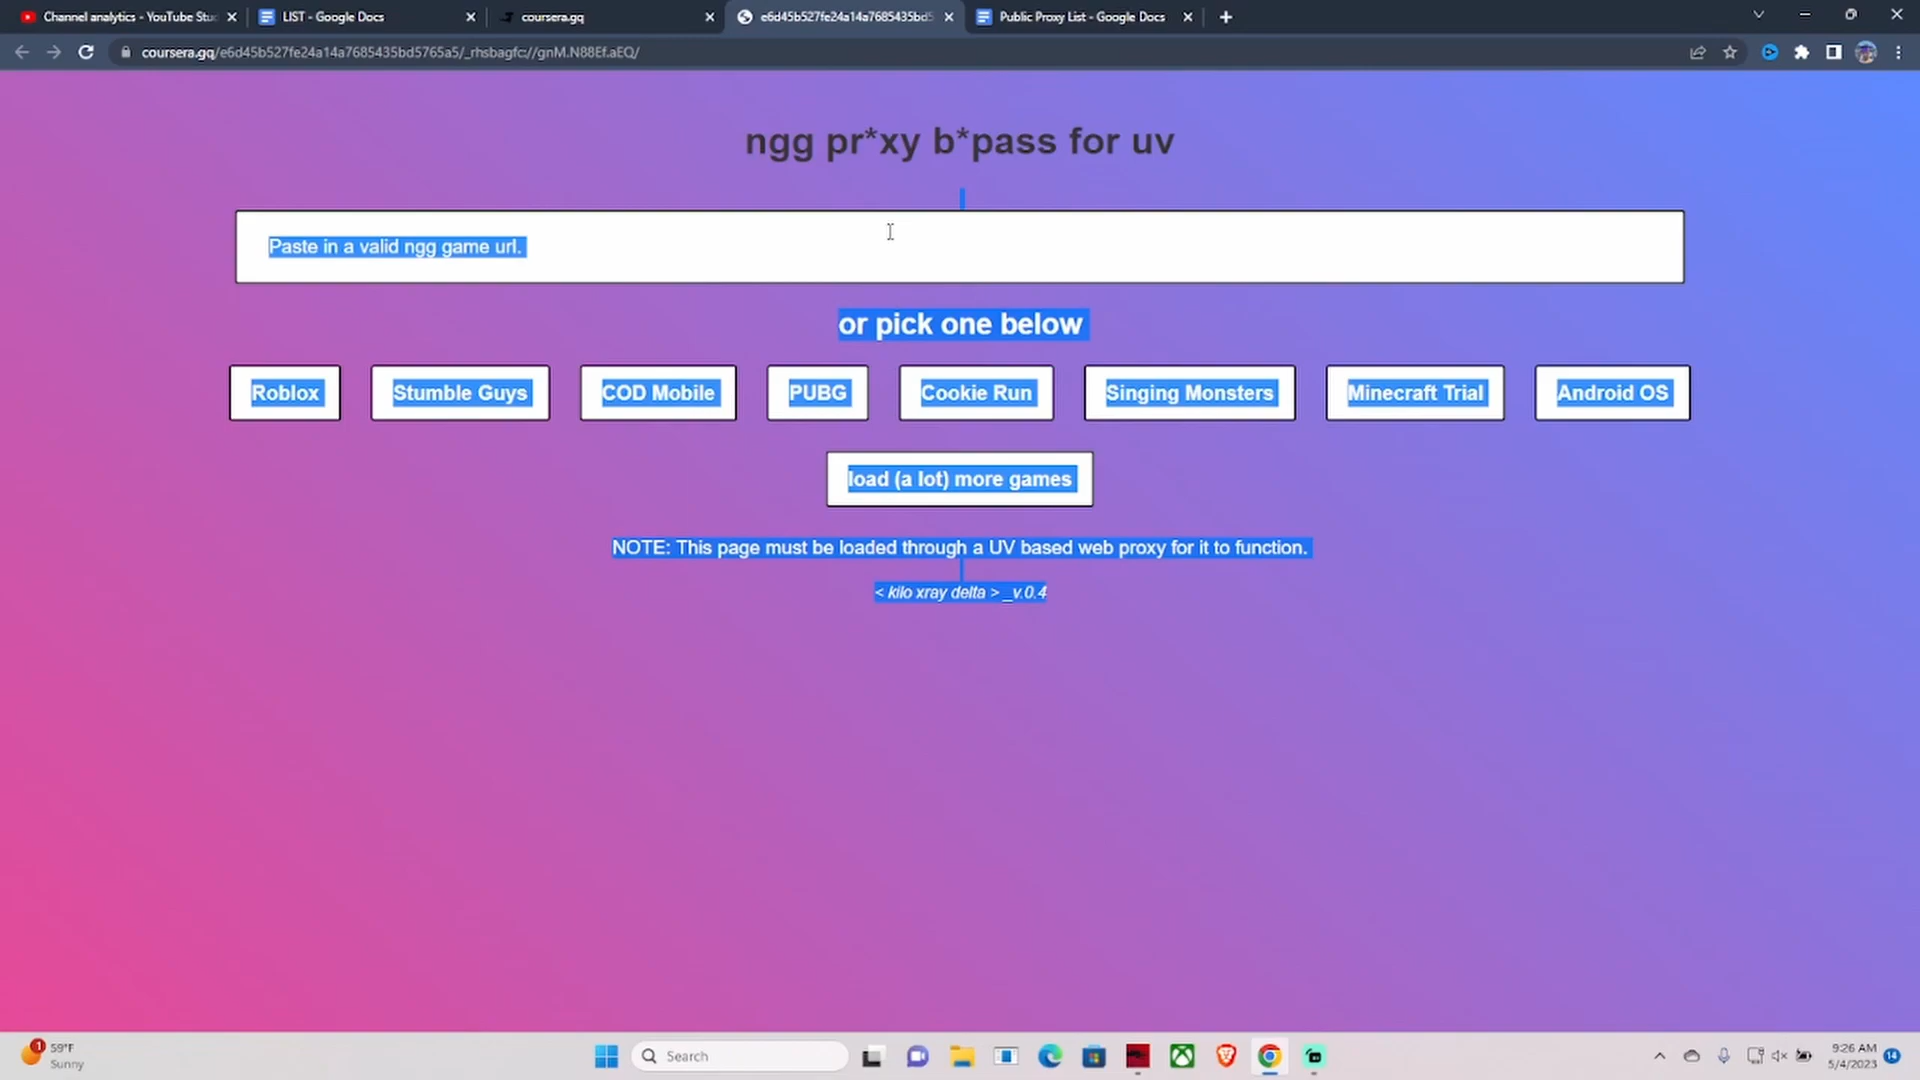 Channel analytics - YouTube Stu
LIST - Google Docs
coursera.gq
e6d45b527fe24a14a7685435bd5
Public Proxy List - Google Docs
coursera.gq/e6d45b527fe24a14a7685435bd5765a5/_rhsbagfc://gnM.N88Ef.aEQ/
ngg pr*xy b*pass for uv
Paste in a valid ngg game url.
or pick one below
Roblox
Stumble Guys
COD Mobile
PUBG
Cookie Run
Singing Monsters
Minecraft Trial
Android OS
load (a lot) more games
NOTE: This page must be loaded through a UV based web proxy for it to function.
< kilo xray delta > _v.0.4
1
59°F
Sunny
Search
9:26 AM
5/4/2023
14